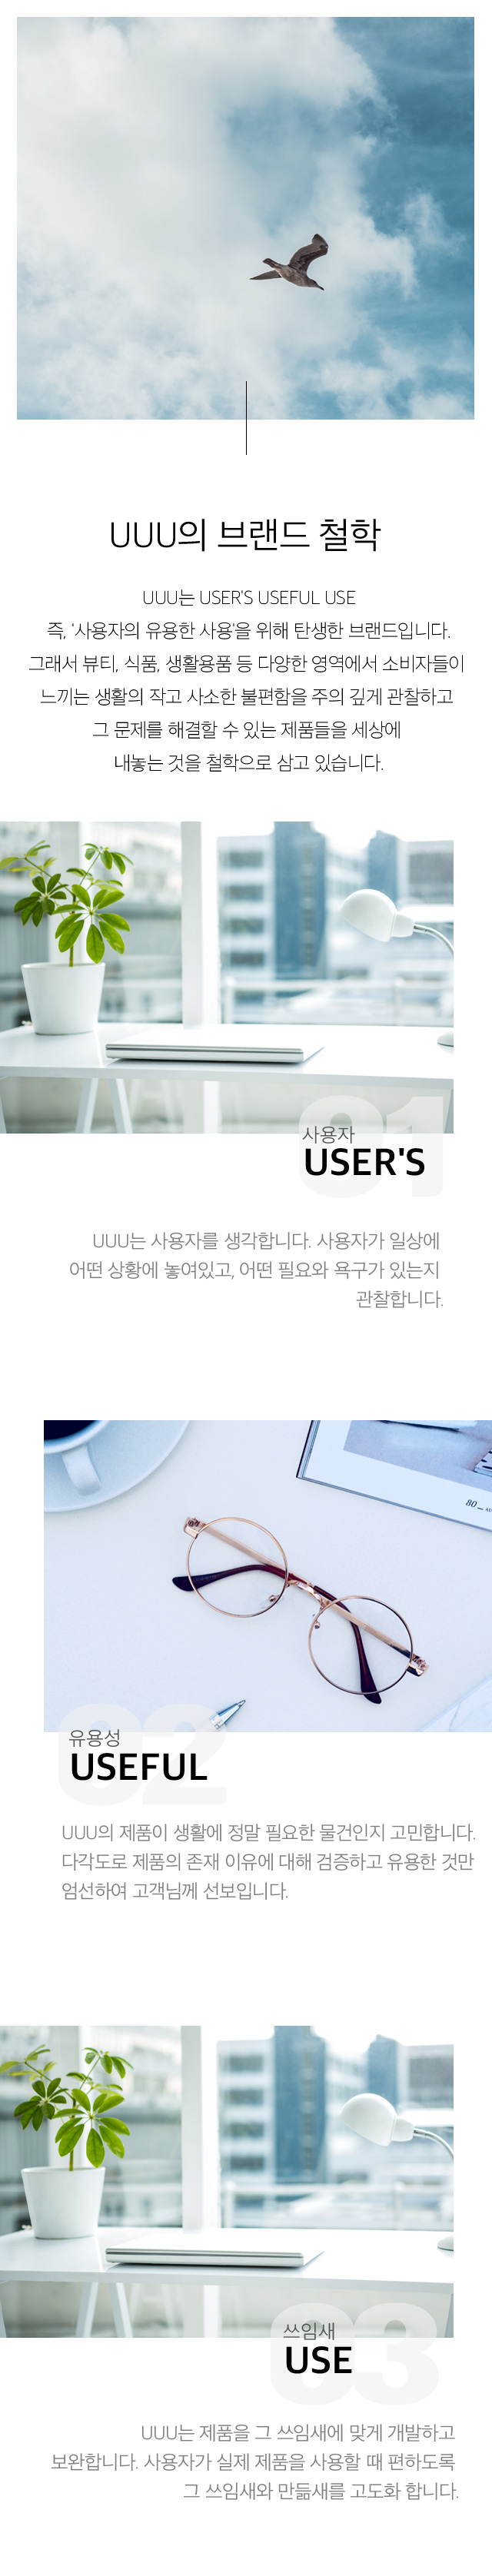 UUU의 브랜드 철학
UUU는 USER'S USEFUL USE
즉, '사용자의 유용한 사용'을 위해 탄생한 브랜드입니다.
그래서 뷰티, 식품, 생활용품 등 다양한 영역에서 소비자들이
느끼는 생활의 작고 사소한 불편함을 주의 깊게 관찰하고
그 문제를 해결할 수 있는 제품들을 세상에
내놓는 것을 철학으로 삼고 있습니다.
01
사용자
USER'S
UUU는 사용자를 생각합니다. 사용자가 일상에
어떤 상황에 놓여있고, 어떤 필요와 욕구가 있는지
관찰합니다.
80
02
유용성
USEFUL
UUU의 제품이 생활에 정말 필요한 물건인지 고민합니다.
다각도로 제품의 존재 이유에 대해 검증하고 유용한 것만
엄선하여 고객님께 선보입니다.
03
쓰임새
USE
UUU는 제품을 그 쓰임새에 맞게 개발하고
보완합니다. 사용자가 실제 제품을 사용할 때 편하도록
그 쓰임새와 만듦새를 고도화 합니다.